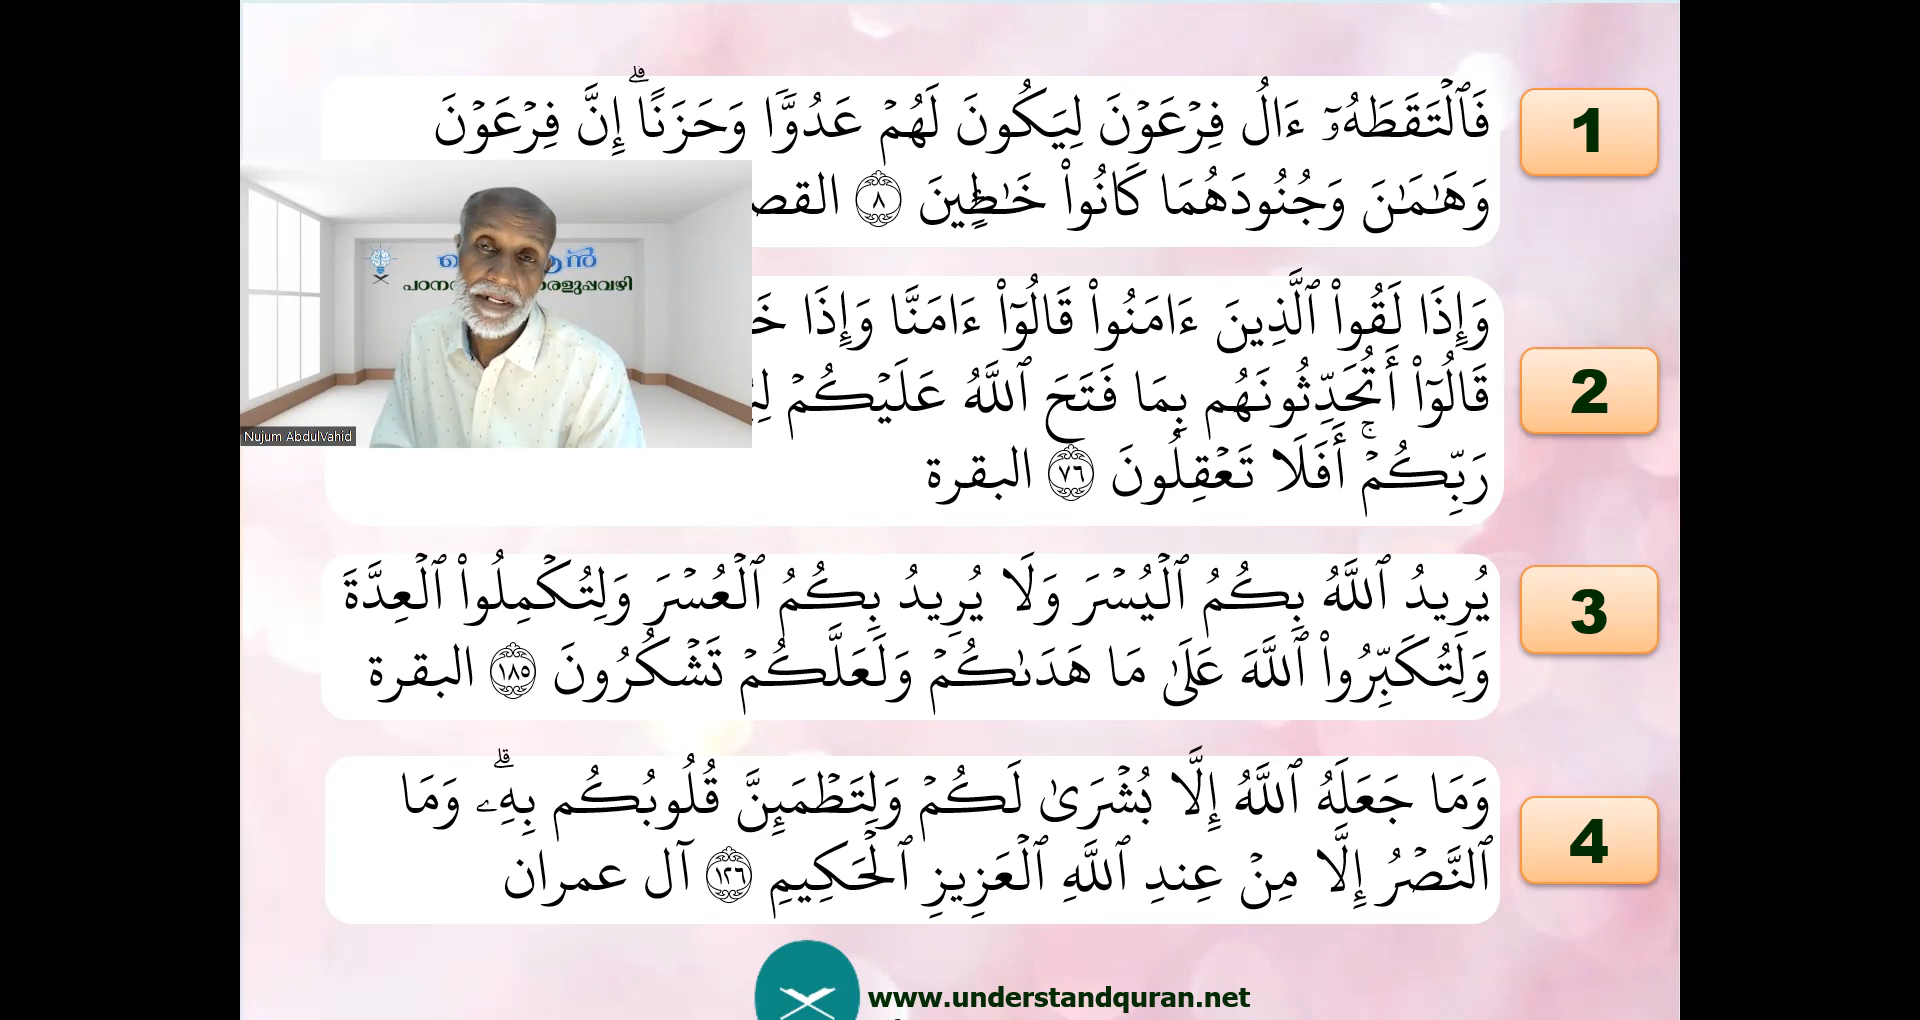 فَٱلْتَقَطَهُۥٓ ءَالُ فِرْعَوْنَ لِيَكُونَ لَهُمْ عَدُوًّا وَحَزَنًا ۗ إِنَّ فِرْعَوْنَ
وَهَٰمَٰنَ وَجُنُودَهُمَا كَانُوا۟ خَٰطِـِٔينَ ٨
1
وَإِذَا لَقُوا۟ ٱلَّذِينَ ءَامَنُوا۟ قَالُوٓا۟ ءَامَنَّا وَإِذَا
قَالُوٓا۟ أَتُحَدِّثُونَهُم بِمَا فَتَحَ ٱللَّهُ عَلَيْكُمْ
رَبِّكُمْ ۚ أَفَلَا تَعْقِلُونَ ٧٦ البقرة
2
يُرِيدُ ٱللَّهُ بِكُمُ ٱلْيُسْرَ وَلَا يُرِيدُ بِكُمُ ٱلْعُسْرَ وَلِتُكْمِلُوا۟ ٱلْعِدَّةَ
وَلِتُكَبِّرُوا۟ ٱللَّهَ عَلَىٰ مَا هَدَىٰكُمْ وَلَعَلَّكُمْ تَشْكُرُونَ ١٨٥ البقرة
3
وَمَا جَعَلَهُ ٱللَّهُ إِلَّا بُشْرَىٰ لَكُمْ وَلِتَطْمَئِنَّ قُلُوبُكُم بِهِۦ ۗ وَمَا
ٱلنَّصْرُ إِلَّا مِنْ عِندِ ٱللَّهِ ٱلْعَزِيزِ ٱلْحَكِيمِ ١٢٦ آل عمران
4
Nujum AbdulVahid
www.understandquran.net